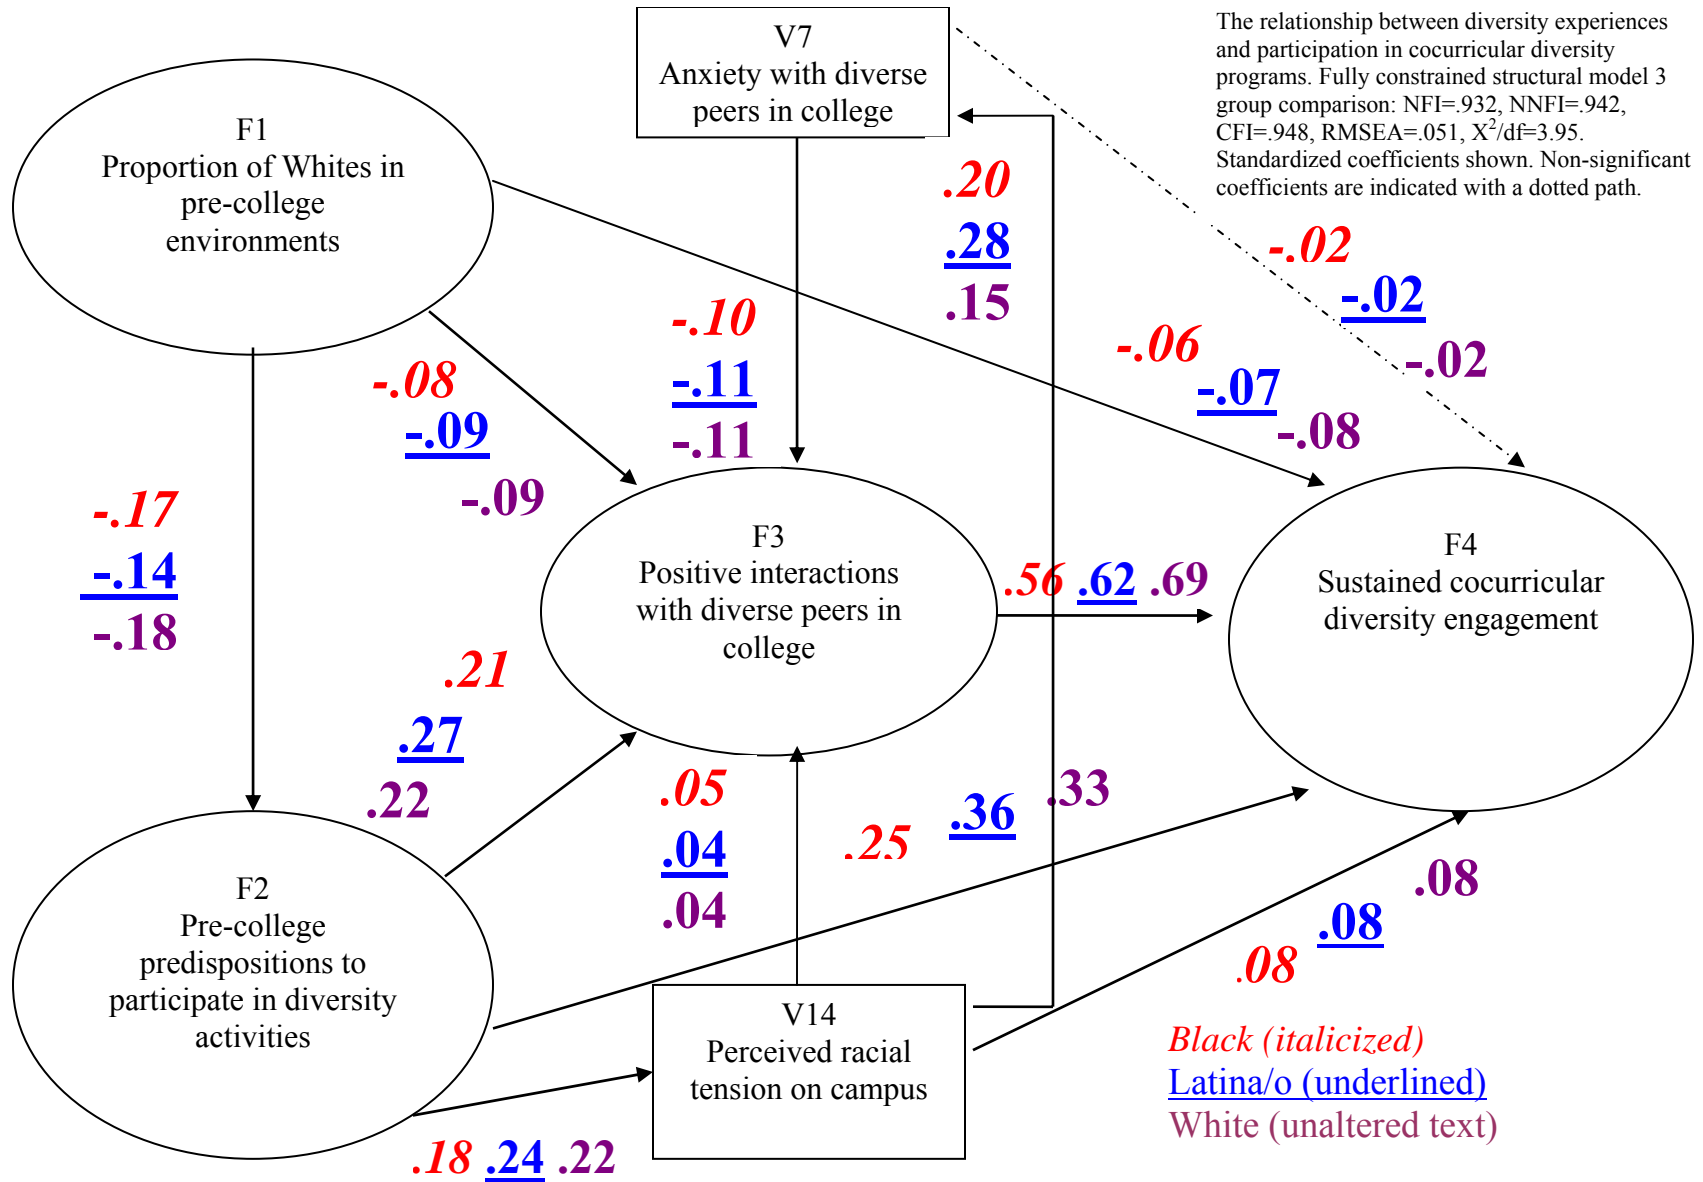 V7
Anxiety with diverse
peers in college
The relationship between diversity experiences
and participation in cocurricular diversity
programs. Fully constrained structural model 3
group comparison: NFI=.932, NNFI=.942,
CFI=.948, RMSEA=.051, X²/df=3.95.
Standardized coefficients shown. Non-significant
coefficients are indicated with a dotted path.
F1
Proportion of Whites in
pre-college
environments
.20
.28
.15
-.02
-.02
-.02
-.10
-.11
-.11
-.06
-.07
-.08
-.08
-.09
-.09
-.17
-.14
-.18
F3
Positive interactions
with diverse peers in
college
.56 .62 .69
F4
Sustained cocurricular
diversity engagement
.21
.27
.22
.05
.04
.04
.25
.36
.33
F2
Pre-college
predispositions to
participate in diversity
activities
.08
.08
.08
V14
Perceived racial
tension on campus
.18 .24 .22
Black (italicized)
Latina/o (underlined)
White (unaltered text)